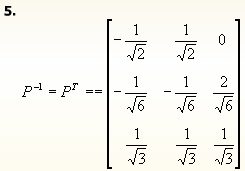 5.
P⁻¹ = Pᵀ == [ -1/√2 1/√2 0
-1/√6 -1/√6 2/√6
1/√3 1/√3 1/√3 ]